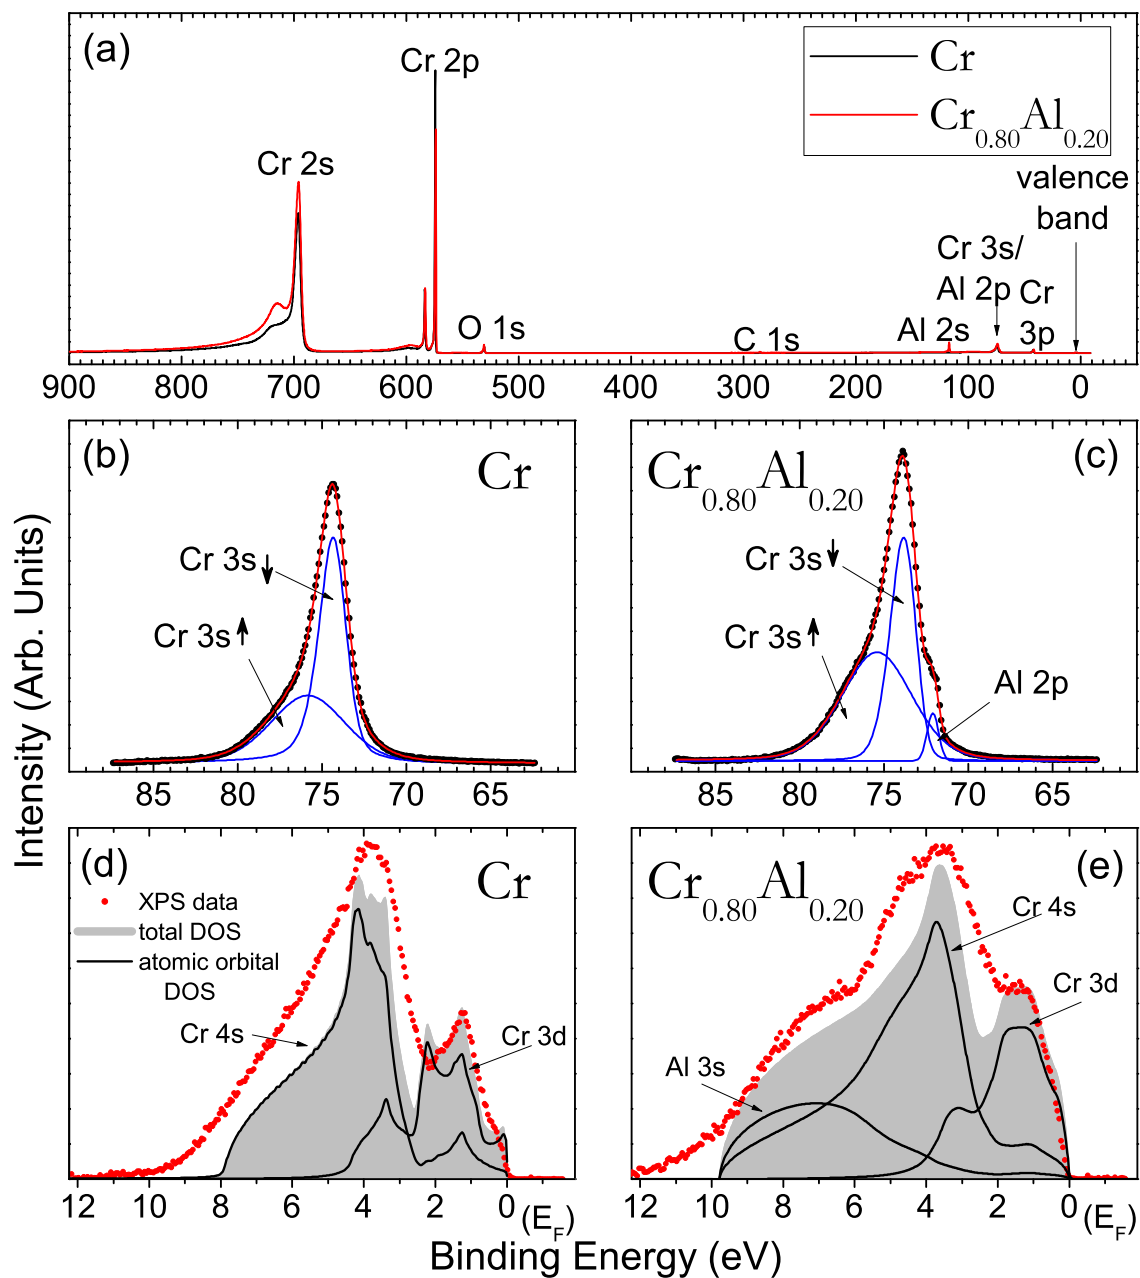 (a)
Cr 2p
Cr
Cr0.80Al0.20
Cr 2s
valence
band
Cr 3s/
Al 2p
Cr
3p
O 1s
C 1s
Al 2s
900 800 700 600 500 400 300 200 100 0
(b)
Cr
Cr 3s↓
Cr 3s↑
85 80 75 70 65
Cr0.80Al0.20
(c)
Cr 3s↓
Cr 3s↑
Al 2p
85 80 75 70 65
Intensity (Arb. Units)
(d)
Cr
XPS data
total DOS
atomic orbital
DOS
Cr 4s
Cr 3d
12 10 8 6 4 2 0
(EF)
(e)
Cr0.80Al0.20
Cr 4s
Cr 3d
Al 3s
12 10 8 6 4 2 0
(EF)
Binding Energy (eV)